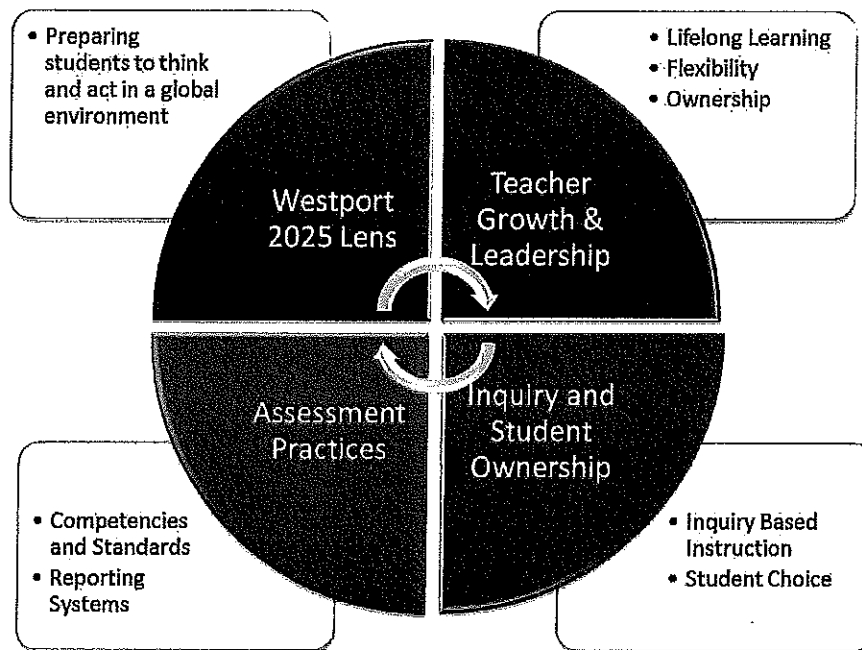 • Preparing
students to think
and act in a global
environment
• Lifelong Learning
• Flexibility
• Ownership
Westport
2025 Lens
Teacher
Growth &
Leadership
Assessment
Practices
Inquiry and
Student
Ownership
• Competencies
and Standards
• Reporting
Systems
• Inquiry Based
Instruction
• Student Choice